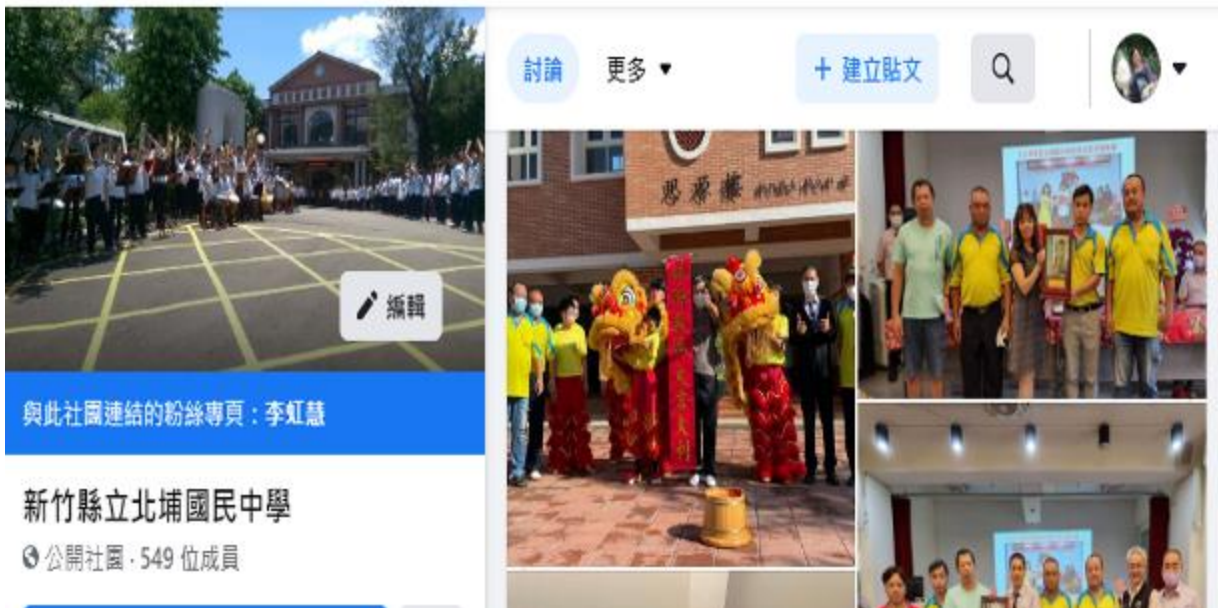 編輯
與此社團連結的粉絲專頁：李虹慧
新竹縣立北埔國民中學
公開社團 · 549 位成員
討論
更多
+ 建立貼文
思源樓